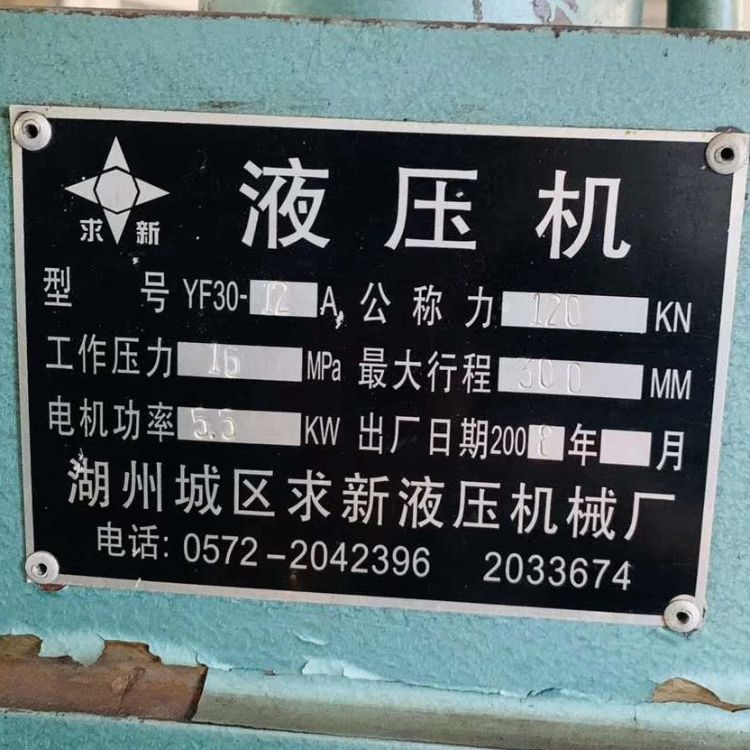 液压机
求新
型号 YF30-12A 公称力 120 KN
工作压力 16 MPa 最大行程 300 MM
电机功率 5.5 KW 出厂日期 2008年 月
湖州城区求新液压机械厂
电话: 0572-2042396 2033674